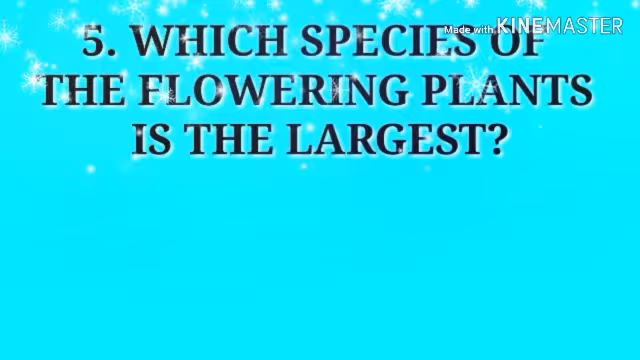 Made with KINEMASTER
5. WHICH SPECIES OF
THE FLOWERING PLANTS
IS THE LARGEST?